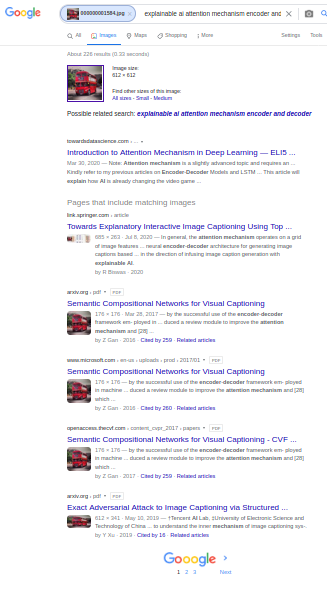 Google 000000001584.jpg × explainable ai attention mechanism encoder and
All Images Maps Shopping More Settings Tools
About 226 results (0.33 seconds)
Image size:
612 × 612
Find other sizes of this image:
All sizes - Small - Medium
Possible related search: explainable ai attention mechanism encoder and decoder
towardsdatascience.com › ...
Introduction to Attention Mechanism in Deep Learning — ELI5 ...
Mar 30, 2020 — Note: Attention mechanism is a slightly advanced topic and requires an ...
Kindly refer to my previous articles on Encoder-Decoder Models and LSTM ... This article will
explain how AI is already changing the video game ...
Pages that include matching images
link.springer.com › article
Towards Explanatory Interactive Image Captioning Using Top ...
685 × 263 · Jul 8, 2020 — In general, the attention mechanism operates on a grid
of image features ... neural encoder-decoder architecture for generating image
captions based ... in the direction of infusing image caption generation with
explainable AI.
by R Biswas · 2020
arxiv.org › pdf PDF
Semantic Compositional Networks for Visual Captioning
176 × 176 · Mar 28, 2017 — by the successful use of the encoder-decoder
framework em- ployed in ... duced a review module to improve the attention
mechanism and [28] ...
by Z Gan · 2016 · Cited by 259 · Related articles
www.microsoft.com › en-us › uploads › prod › 2017/01 PDF
Semantic Compositional Networks for Visual Captioning
176 × 176 — by the successful use of the encoder-decoder framework em- ployed
in machine ... duced a review module to improve the attention mechanism and [28]
which ...
by Z Gan · 2016 · Cited by 260 · Related articles
openaccess.thecvf.com › content_cvpr_2017 › papers PDF
Semantic Compositional Networks for Visual Captioning - CVF ...
176 × 176 — by the successful use of the encoder-decoder framework em- ployed
in machine ... duced a review module to improve the attention mechanism and [28]
which ...
by Z Gan · 2017 · Cited by 259 · Related articles
arxiv.org › pdf PDF
Exact Adversarial Attack to Image Captioning via Structured ...
612 × 341 · May 10, 2019 — †Tencent AI Lab, ‡University of Electronic Science and
Technology of China ... to understand the inner mechanism of image captioning sys-.
by Y Xu · 2019 · Cited by 16 · Related articles
Gooogle >
1 2 3 Next